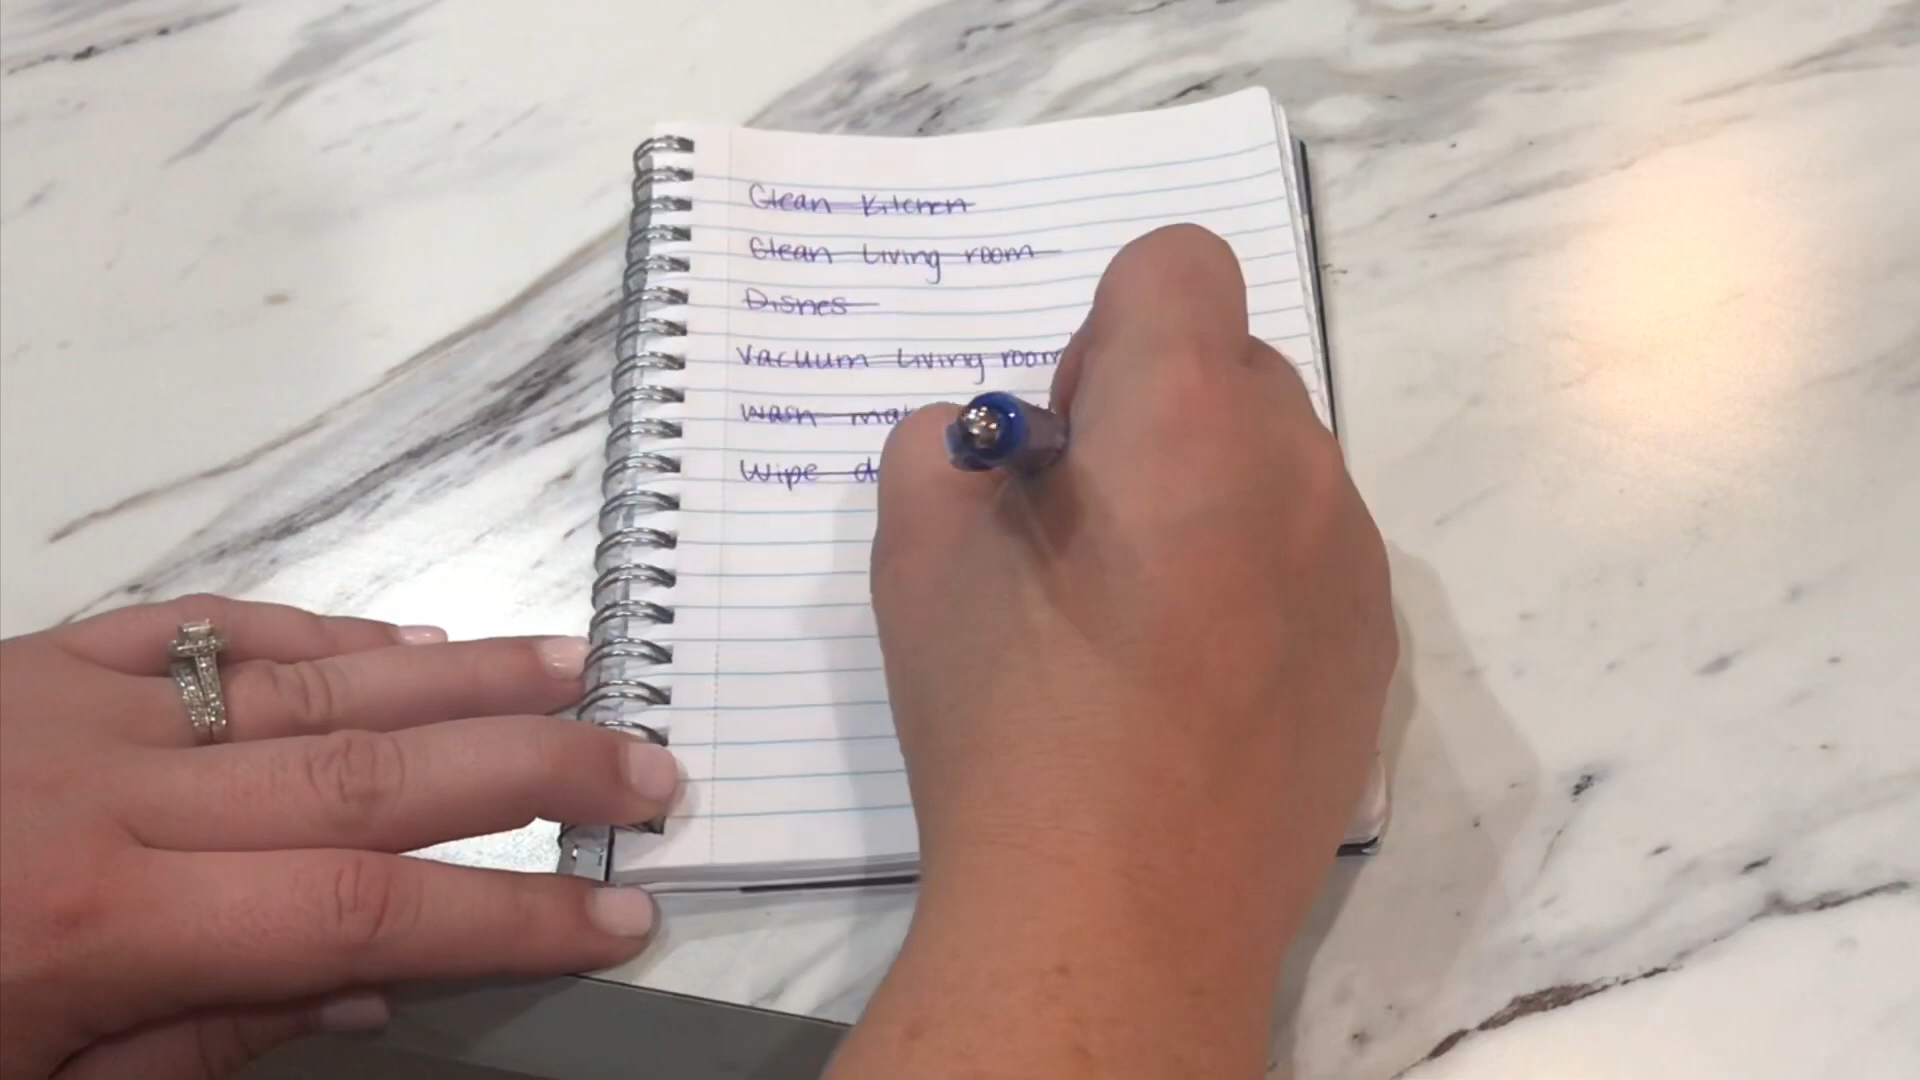 Clean Kitchen
Clean Living room
Dishes
Vacuum Living room
Wash
Wipe